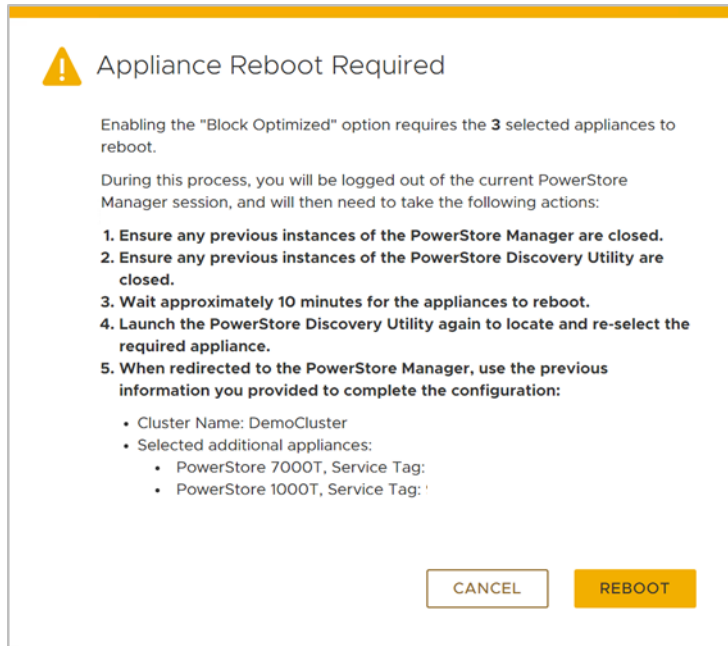 Appliance Reboot Required
Enabling the "Block Optimized" option requires the 3 selected appliances to
reboot.
During this process, you will be logged out of the current PowerStore
Manager session, and will then need to take the following actions:
1. Ensure any previous instances of the PowerStore Manager are closed.
2. Ensure any previous instances of the PowerStore Discovery Utility are
closed.
3. Wait approximately 10 minutes for the appliances to reboot.
4. Launch the PowerStore Discovery Utility again to locate and re-select the
required appliance.
5. When redirected to the PowerStore Manager, use the previous
information you provided to complete the configuration:
• Cluster Name: DemoCluster
• Selected additional appliances:
• PowerStore 7000T, Service Tag:
• PowerStore 1000T, Service Tag:
CANCEL
REBOOT